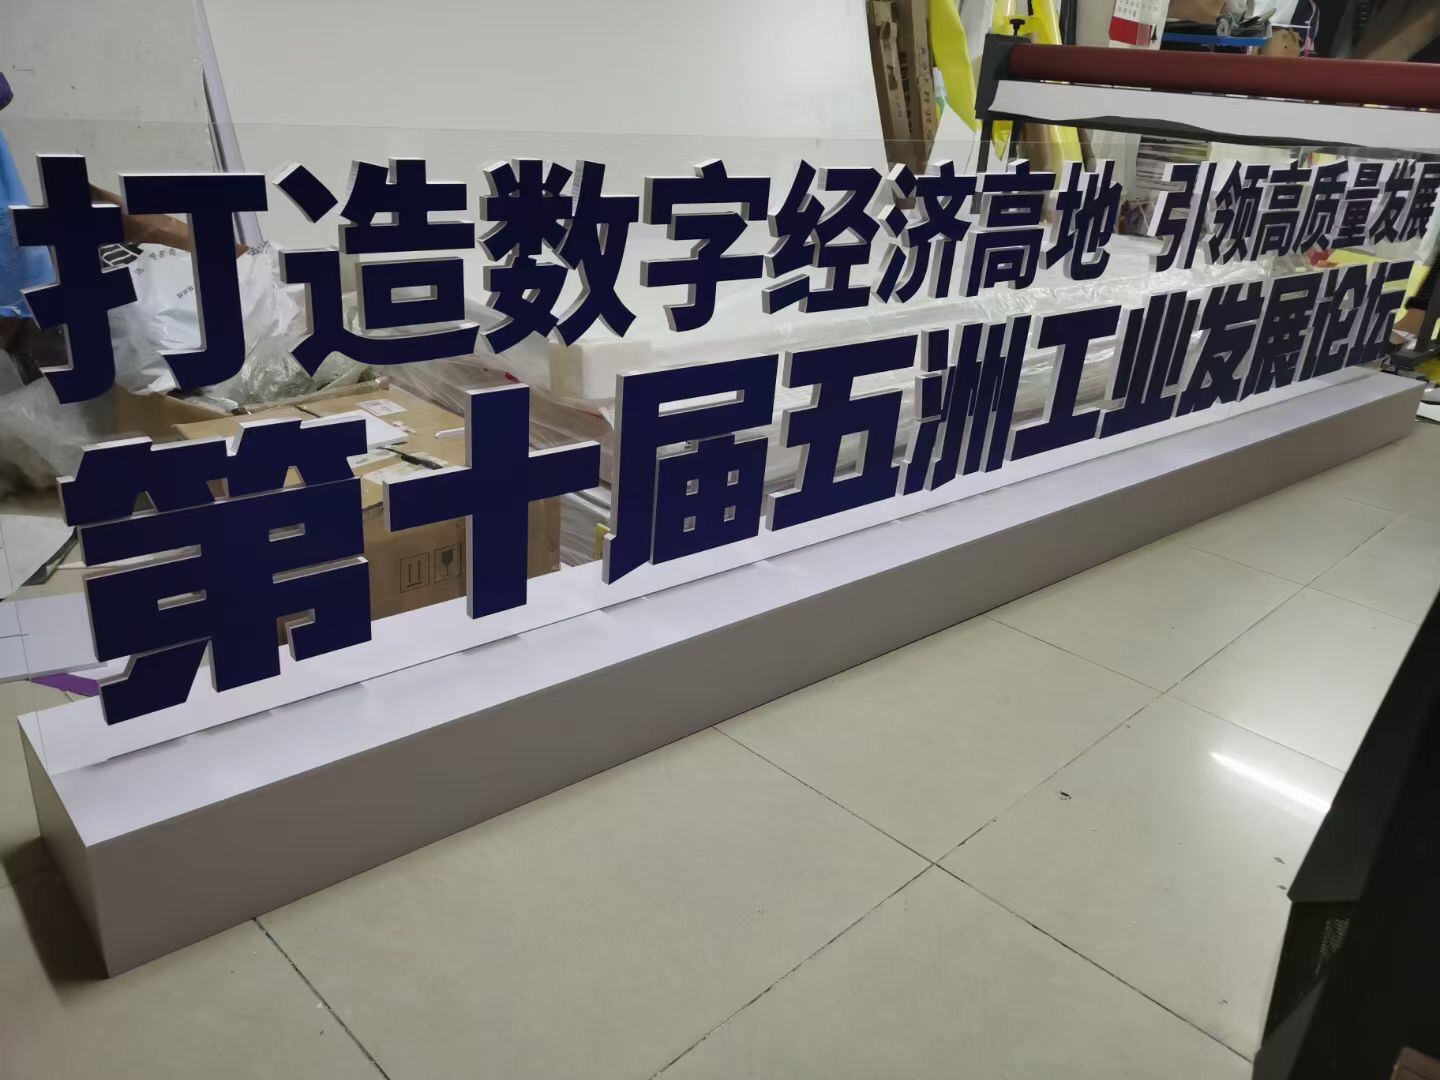 打造数字经济高地 引领高质量发展
第十届五洲工业发展论坛